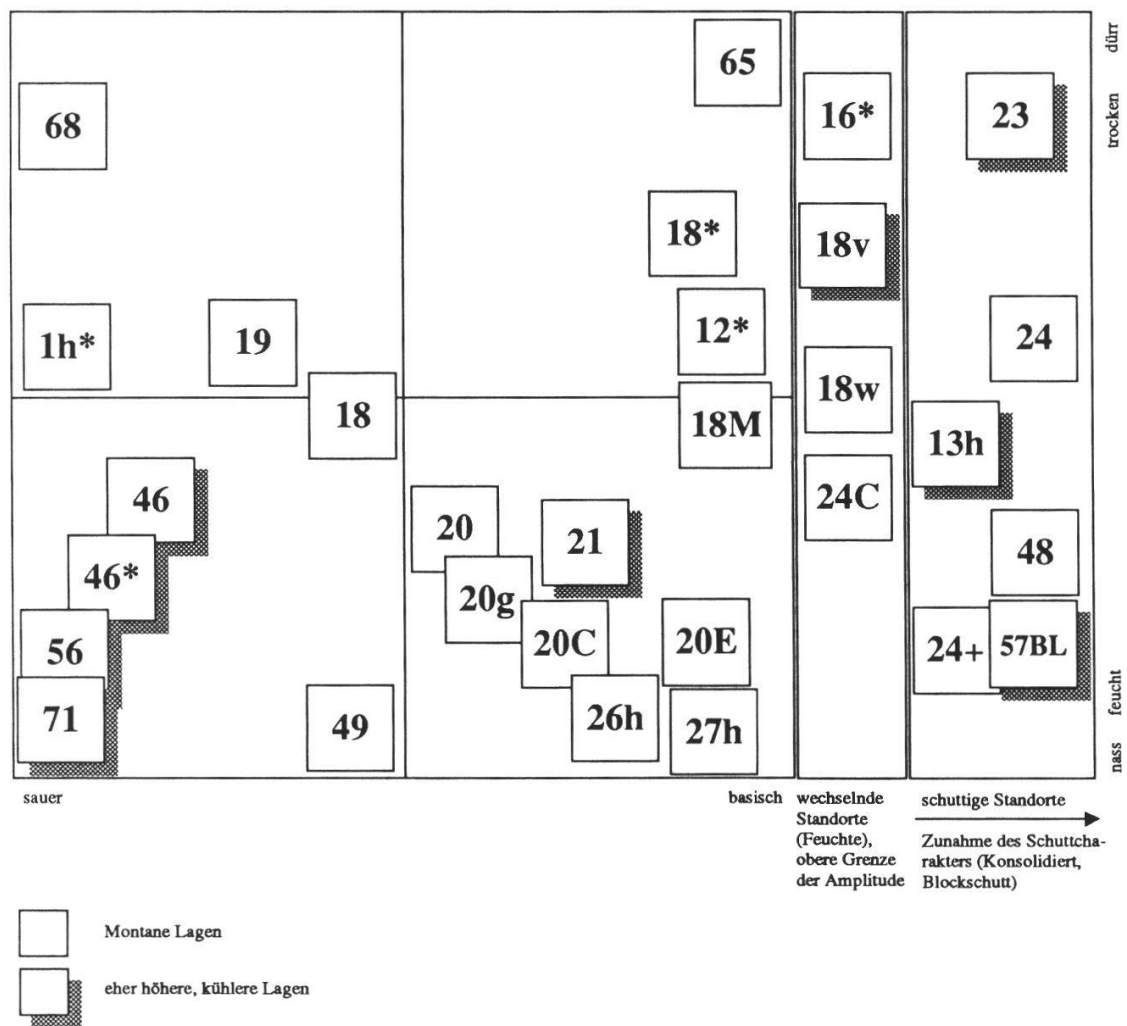 65
dürr
68
16*
23
trocken
18*
18v
1h*
19
12*
24
18
18M
18w
13h
46
20
21
24C
48
46*
20g
56
20C
20E
24+
57BL
71
49
26h
27h
feucht
nass
sauer
basisch
wechselnde
Standorte
(Feuchte),
obere Grenze
der Amplitude
schuttige Standorte
Zunahme des Schuttcha-
rakters (Konsolidiert,
Blockschutt)
Montane Lagen
eher höhere, kühlere Lagen